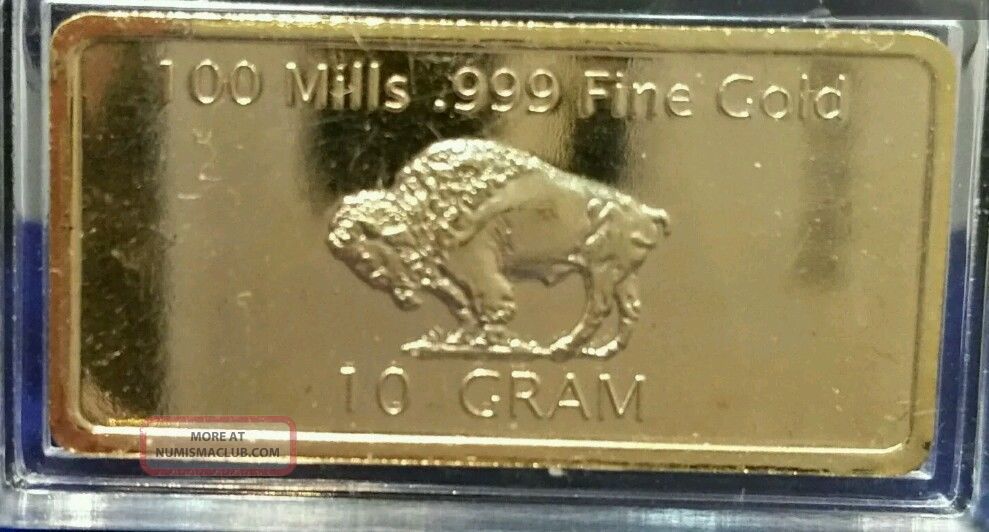 100 Mills .999 Fine Gold
10 GRAM
MORE AT
NUMISMACLUB.COM